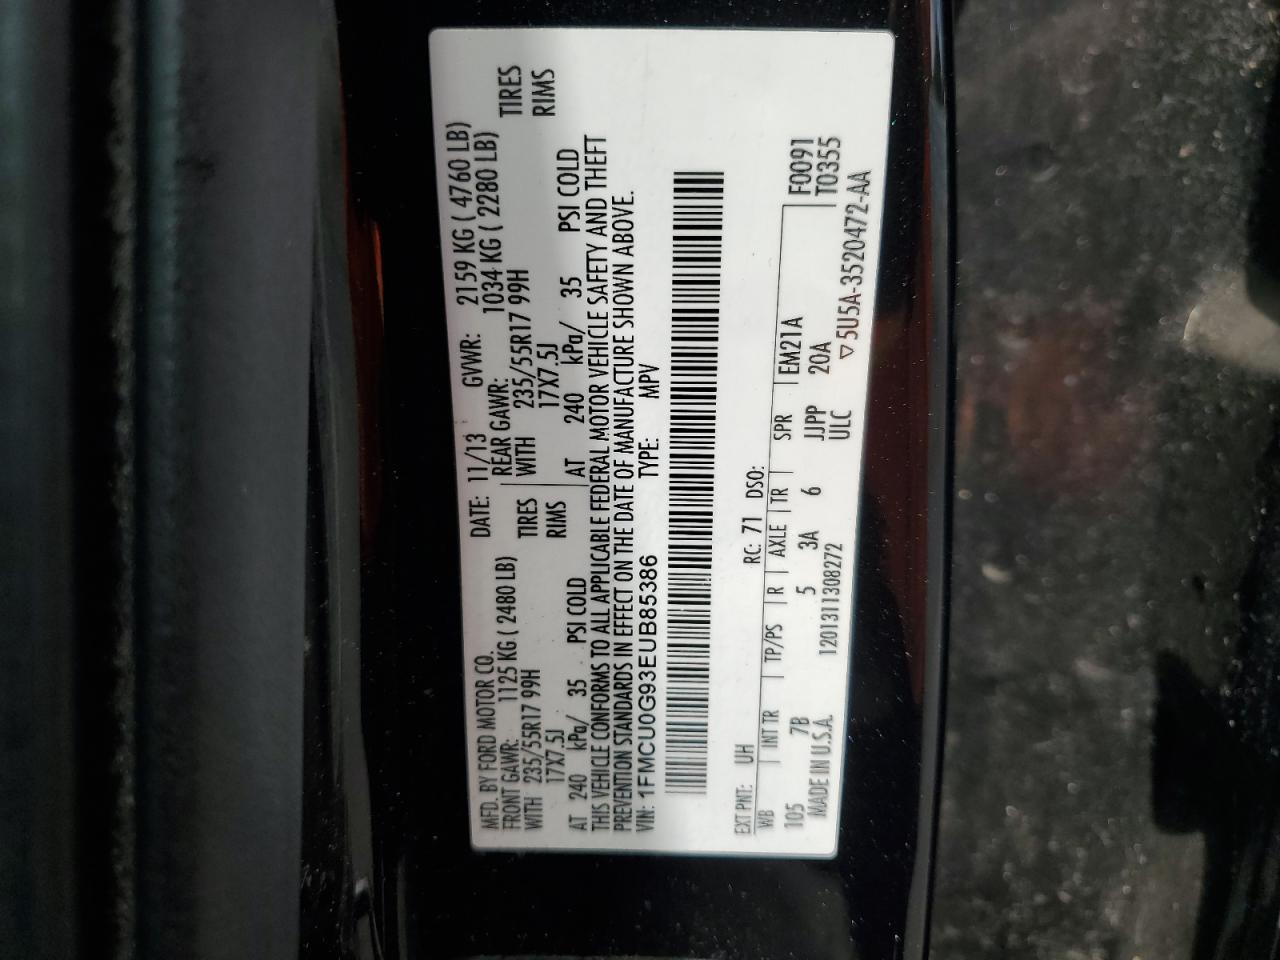 MFD. BY FORD MOTOR CO. DATE: 11/13 GVWR: 2159 KG ( 4760 LB)
FRONT GAWR: 1125 KG ( 2480 LB) REAR GAWR: 1034 KG ( 2280 LB)
WITH 235/55R17 99H TIRES WITH 235/55R17 99H TIRES
17X7.5J RIMS 17X7.5J RIMS
AT 240 kPa/ 35 PSI COLD AT 240 kPa/ 35 PSI COLD
THIS VEHICLE CONFORMS TO ALL APPLICABLE FEDERAL MOTOR VEHICLE SAFETY AND THEFT
PREVENTION STANDARDS IN EFFECT ON THE DATE OF MANUFACTURE SHOWN ABOVE.
VIN: 1FMCU0G93EUB85386 TYPE: MPV
EXT PNT: UH RC: 71 DSO:
WB INT TR TP/PS R AXLE TR SPR EM21A F0091
105 7B 5 3A 6 JJPP 20A T0355
MADE IN U.S.A. 1201311308272 ULC ▽5U5A-3520472-AA